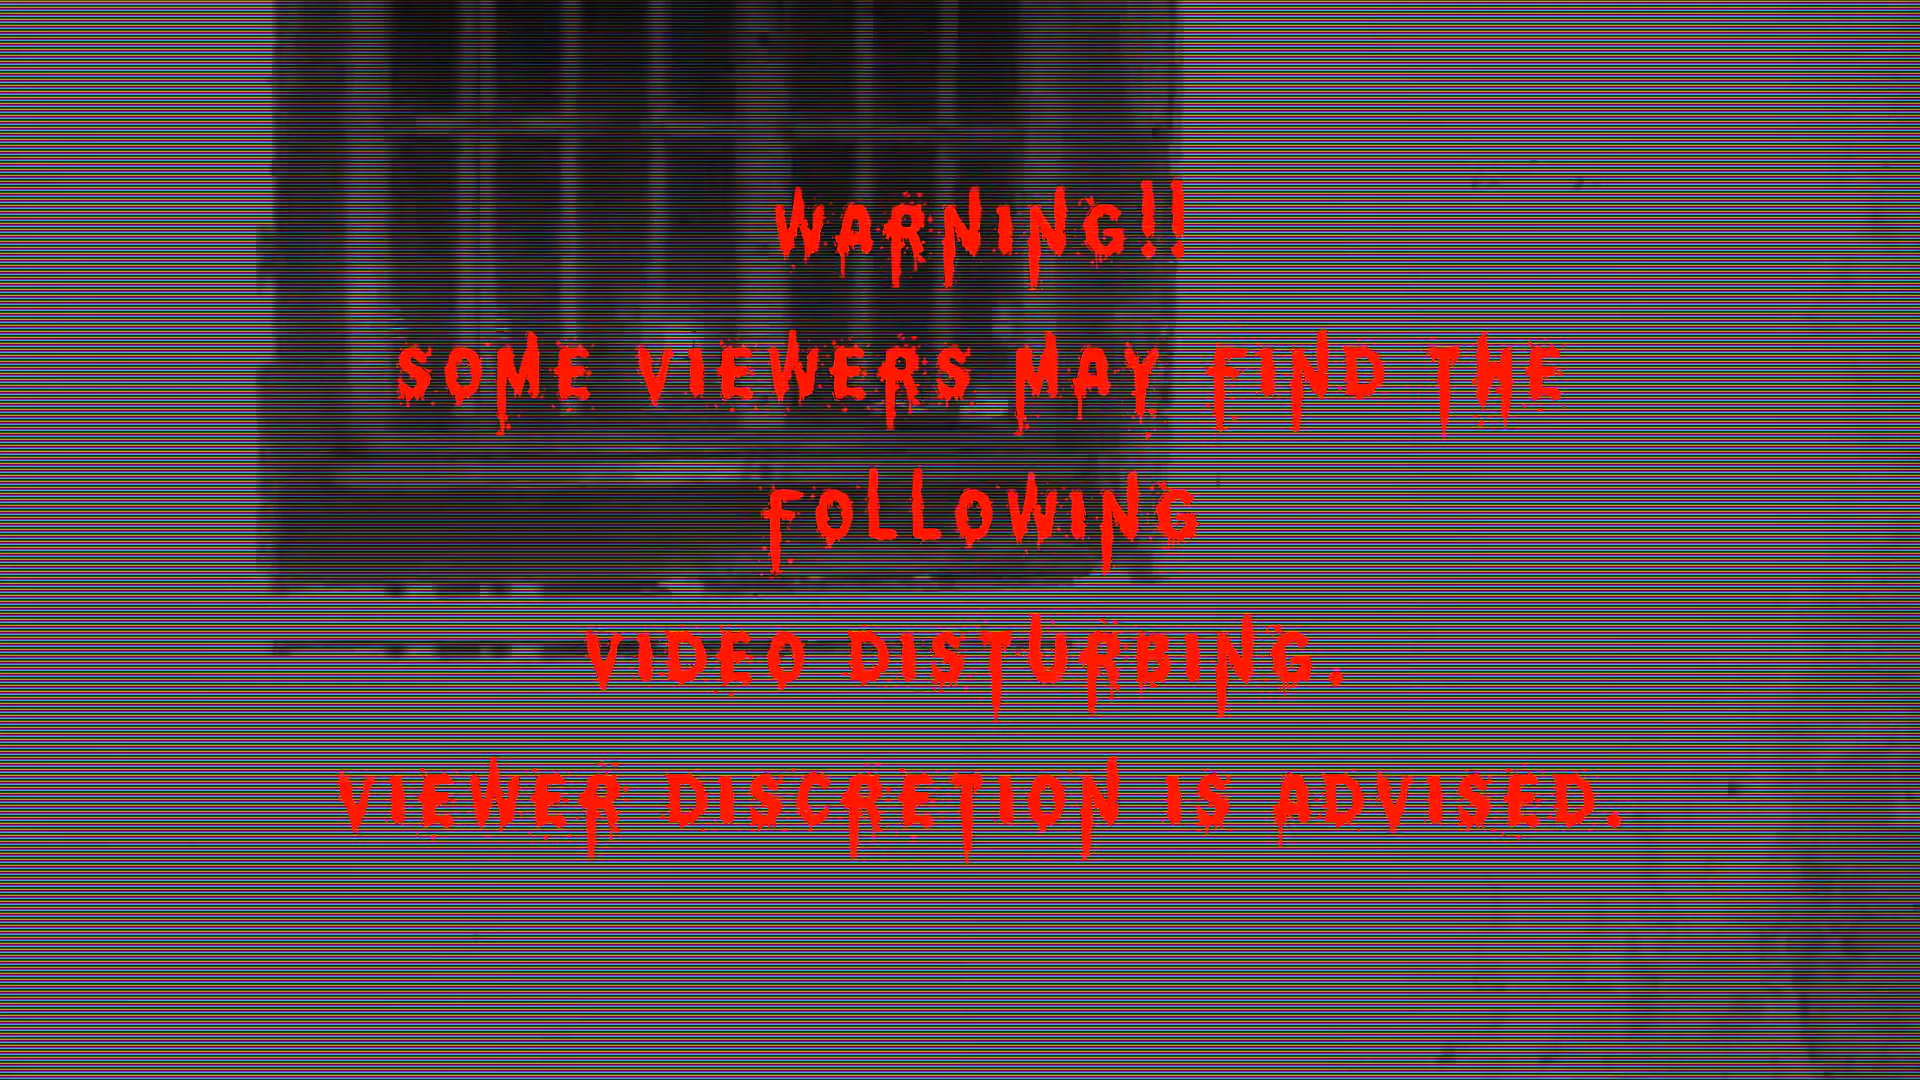 WARNING!!
SOME VIEWERS MAY FIND THE
FOLLOWING
VIDEO DISTURBING.
VIEWER DISCRETION IS ADVISED.